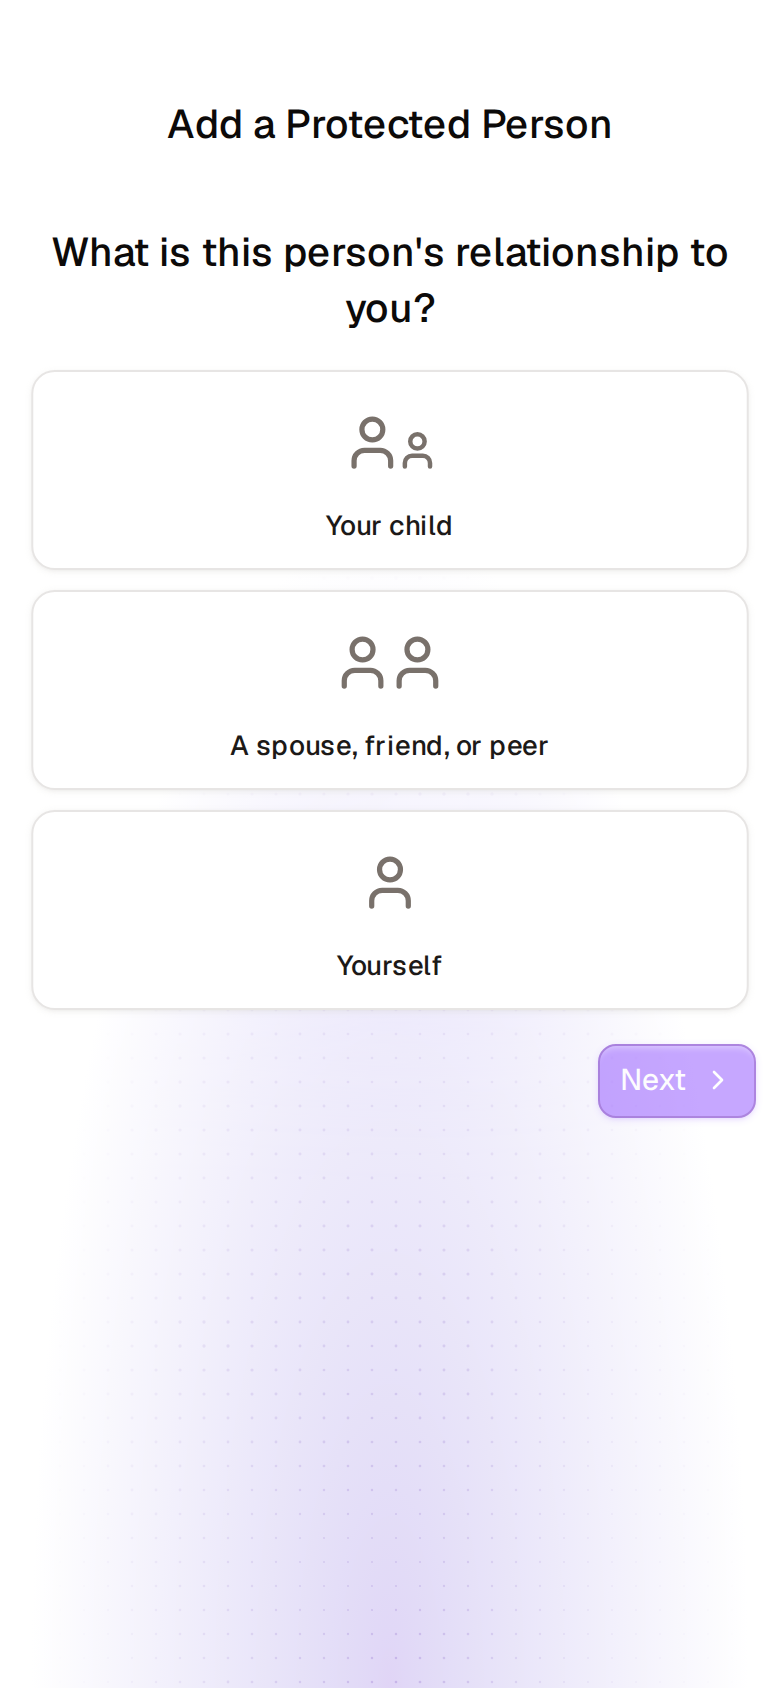 Add a Protected Person
What is this person's relationship to
you?
Your child
A spouse, friend, or peer
Yourself
Next